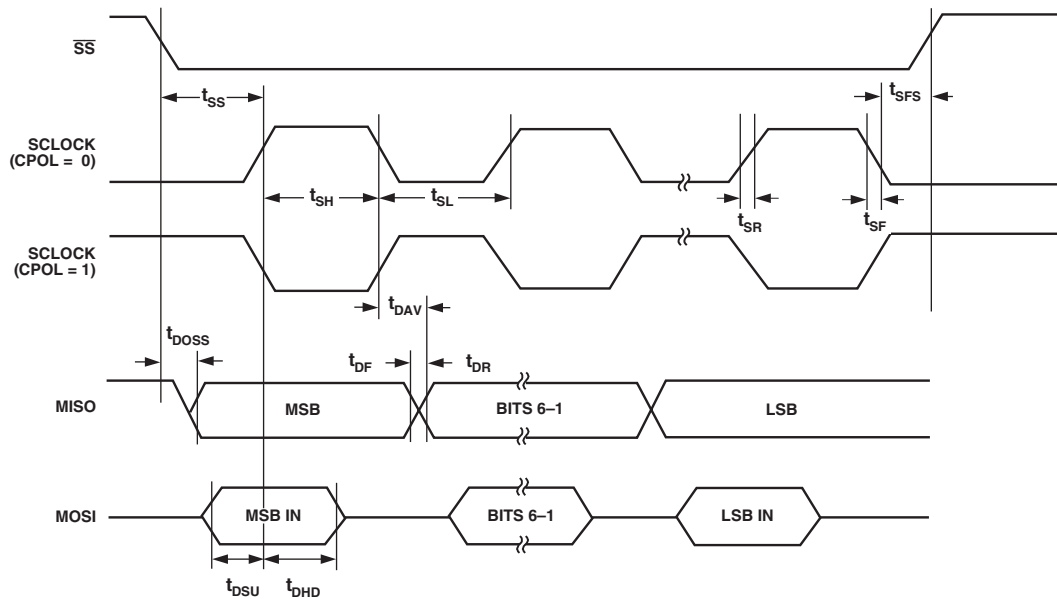 SS
tSS
tSFS
SCLOCK
(CPOL = 0)
tSH
tSL
tSR
tSF
SCLOCK
(CPOL = 1)
tDAV
tDOSS
tDF
tDR
MISO
MSB
BITS 6–1
LSB
MOSI
MSB IN
BITS 6–1
LSB IN
tDSU
tDHD